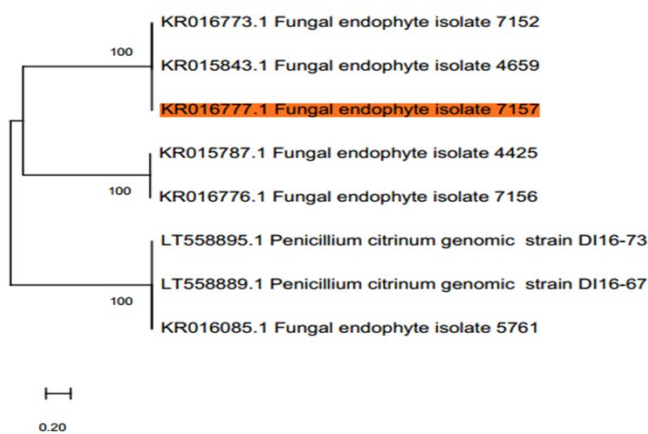 KR016773.1 Fungal endophyte isolate 7152
100
KR015843.1 Fungal endophyte isolate 4659
KR016777.1 Fungal endophyte isolate 7157
KR015787.1 Fungal endophyte isolate 4425
100
KR016776.1 Fungal endophyte isolate 7156
LT558895.1 Penicillium citrinum genomic strain DI16-73
LT558889.1 Penicillium citrinum genomic strain DI16-67
100
KR016085.1 Fungal endophyte isolate 5761
0.20